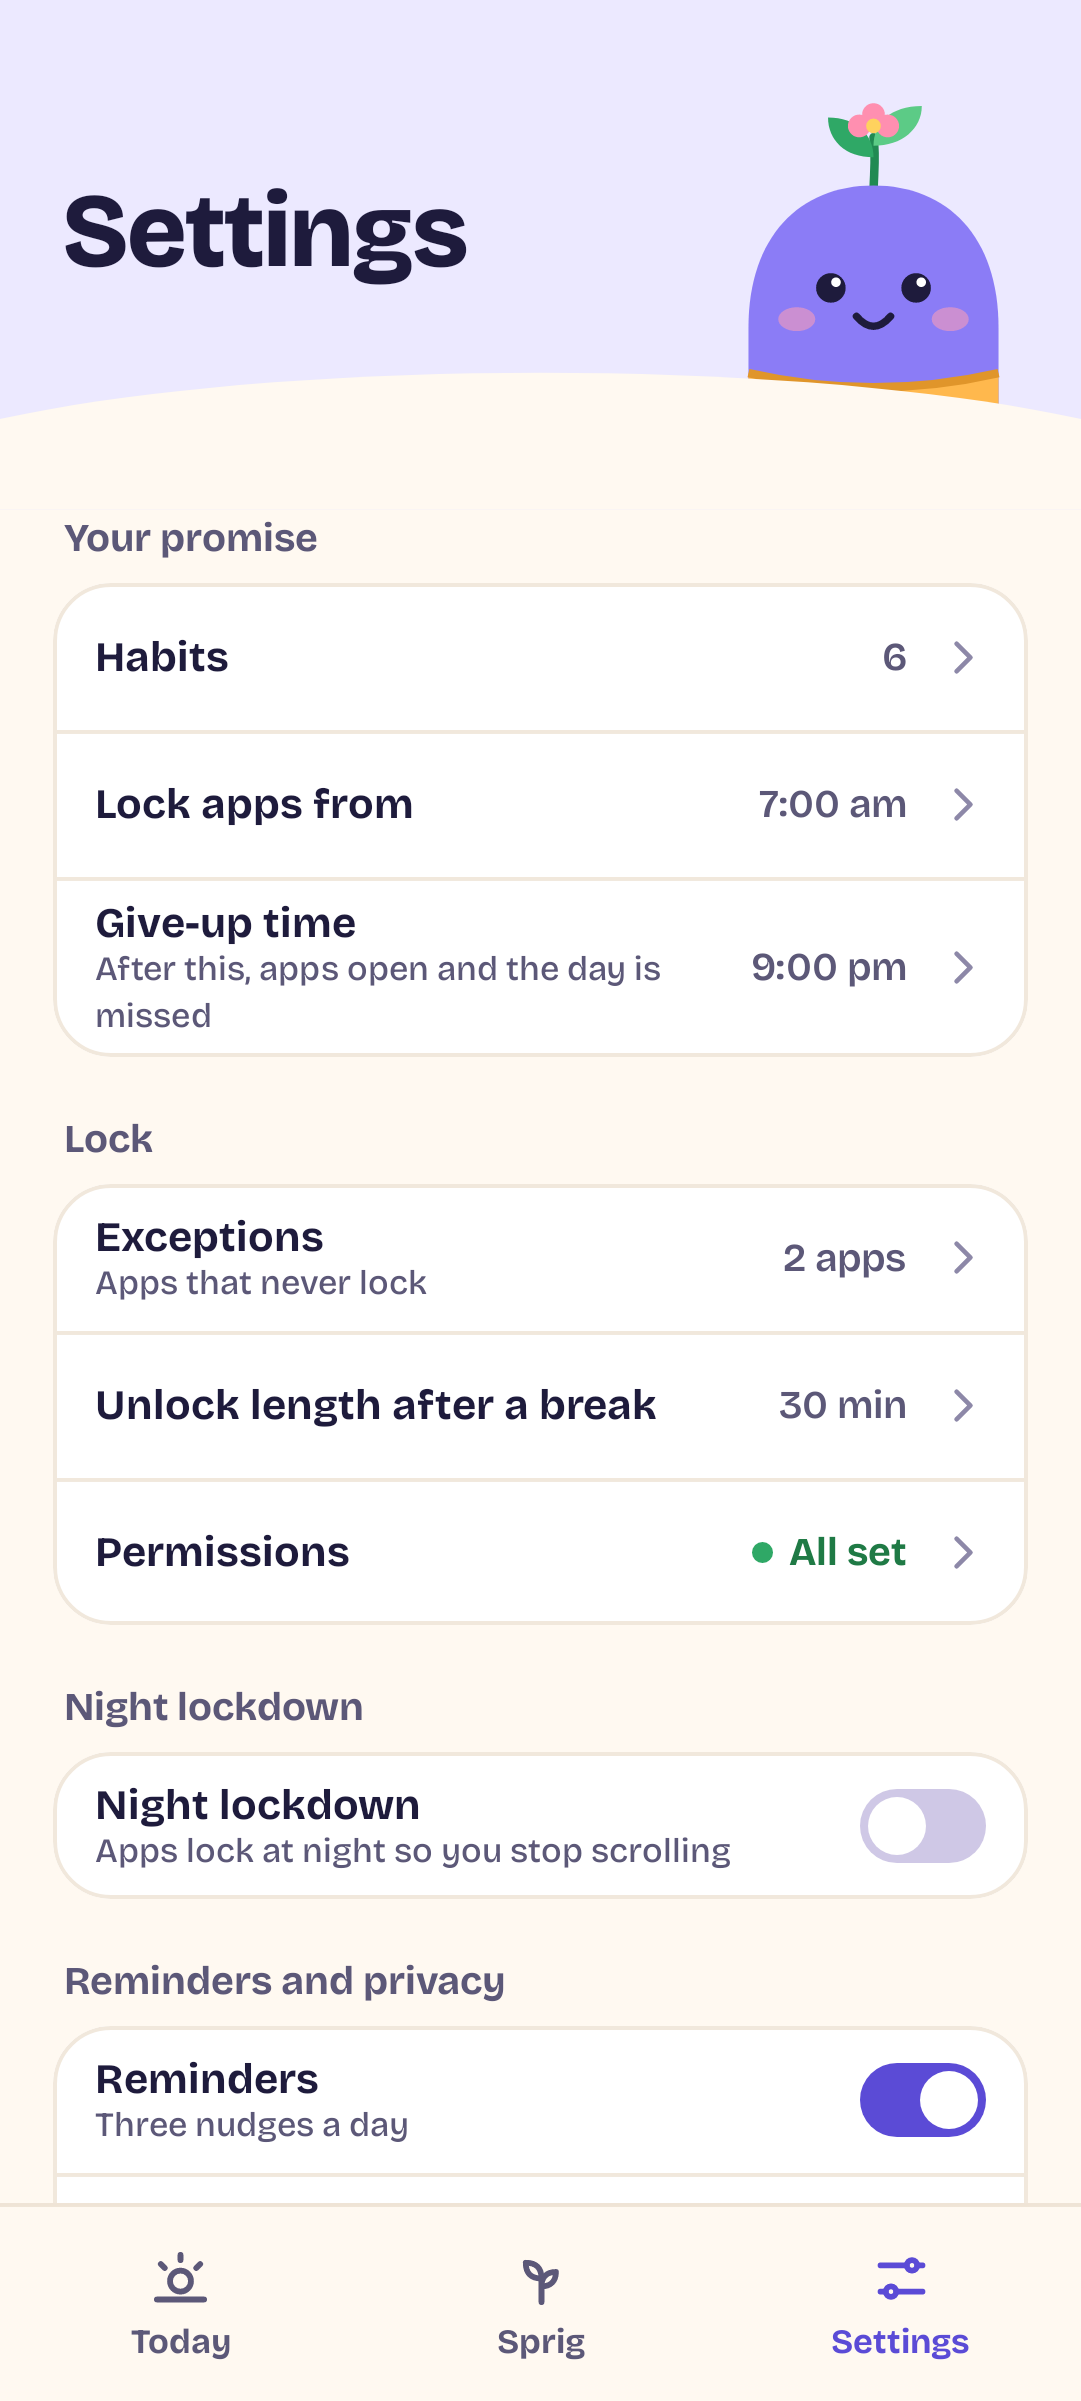 Settings
Your promise
Habits 6
Lock apps from 7:00 am
Give-up time
After this, apps open and the day is
missed
9:00 pm
Lock
Exceptions
Apps that never lock
2 apps
Unlock length after a break 30 min
Permissions All set
Night lockdown
Night lockdown
Apps lock at night so you stop scrolling
Reminders and privacy
Reminders
Three nudges a day
Today Sprig Settings